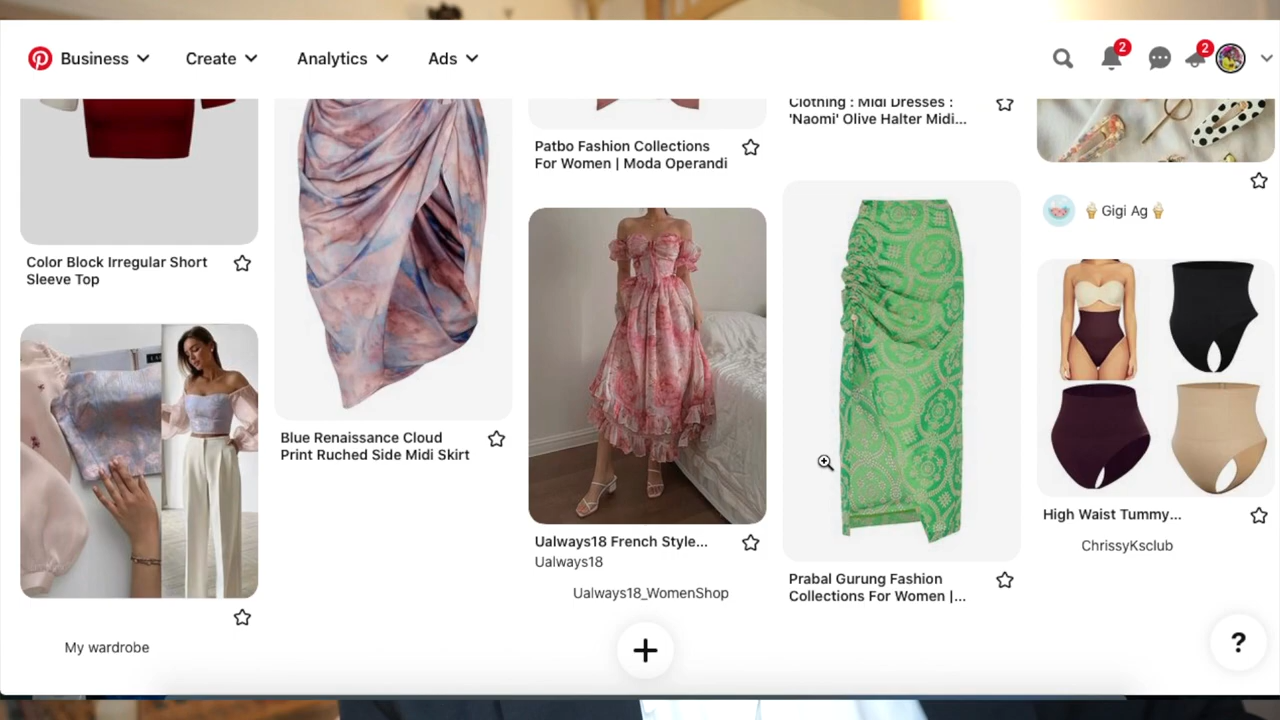 Business
Create
Analytics
Ads
2
2
Color Block Irregular Short
Sleeve Top
My wardrobe
Blue Renaissance Cloud
Print Ruched Side Midi Skirt
Patbo Fashion Collections
For Women | Moda Operandi
Ualways18 French Style...
Ualways18
Ualways18_WomenShop
Clothing : Midi Dresses :
'Naomi' Olive Halter Midi...
Prabal Gurung Fashion
Collections For Women |...
🍦 Gigi Ag 🍦
High Waist Tummy...
ChrissyKsclub
?